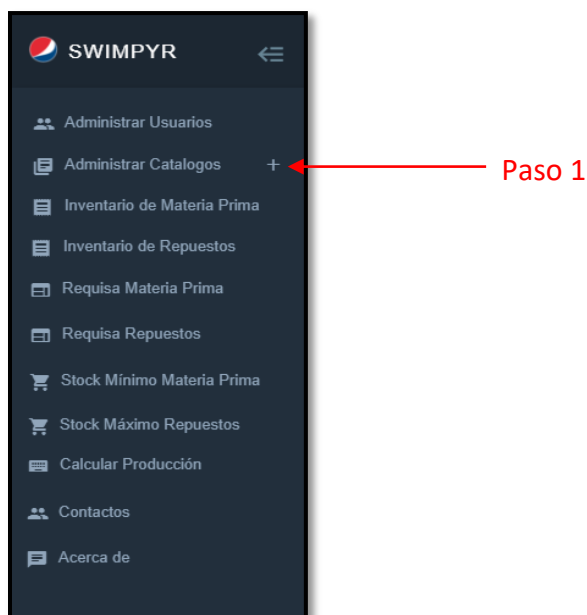 SWIMPYR
Administrar Usuarios
Administrar Catalogos +
Paso 1
Inventario de Materia Prima
Inventario de Repuestos
Requisa Materia Prima
Requisa Repuestos
Stock Mínimo Materia Prima
Stock Máximo Repuestos
Calcular Producción
Contactos
Acerca de